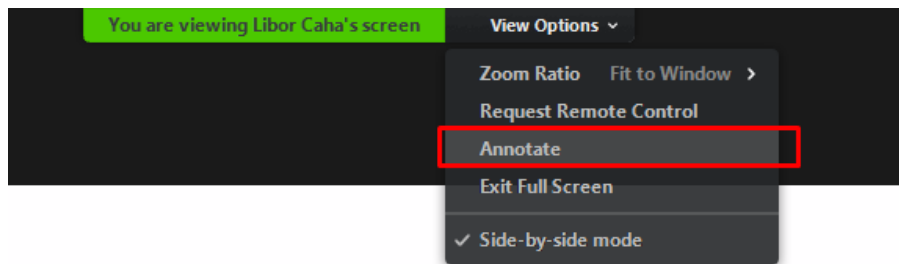 You are viewing Libor Caha's screen View Options
Zoom Ratio Fit to Window
Request Remote Control
Annotate
Exit Full Screen
Side-by-side mode